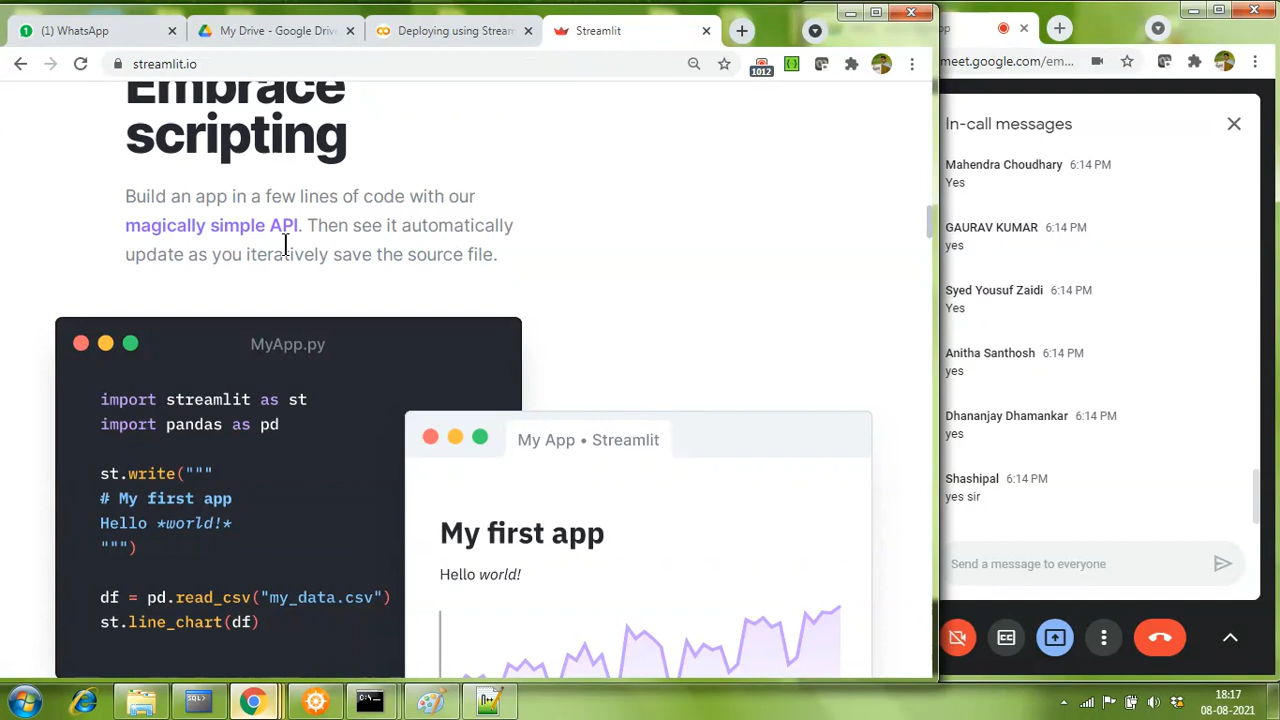 (1) WhatsApp
My Drive - Google Driv
Deploying using Stream
Streamlit
streamlit.io
1012
Embrace
scripting
Build an app in a few lines of code with our
magically simple API. Then see it automatically
update as you iteratively save the source file.
MyApp.py
import streamlit as st
import pandas as pd
st.write("""
# My first app
Hello *world!*
""")
df = pd.read_csv("my_data.csv")
st.line_chart(df)
My App • Streamlit
My first app
Hello world!
meet.google.com/em...
In-call messages
Mahendra Choudhary 6:14 PM
Yes
GAURAV KUMAR 6:14 PM
yes
Syed Yousuf Zaidi 6:14 PM
Yes
Anitha Santhosh 6:14 PM
yes
Dhananjay Dhamankar 6:14 PM
yes
Shashipal 6:14 PM
yes sir
Send a message to everyone
SQL>
18:17
08-08-2021